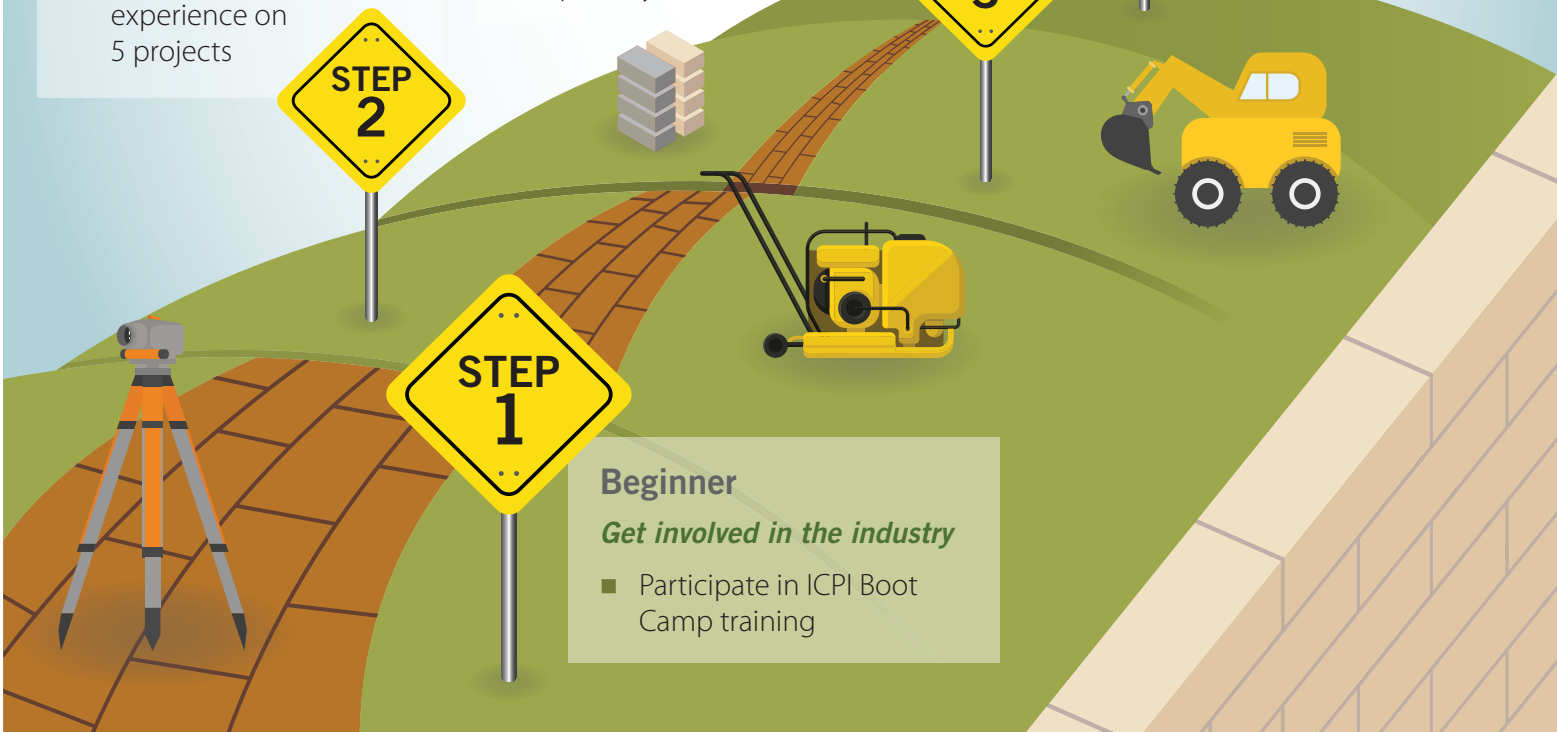 experience on
5 projects
STEP
2
STEP
1
Beginner
Get involved in the industry
■ Participate in ICPI Boot
Camp training